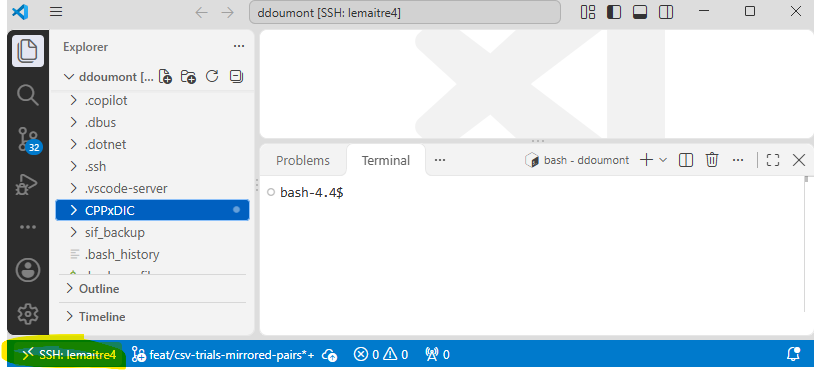 ddoumont [SSH: lemaitre4]
Explorer
ddoumont [...
.copilot
.dbus
.dotnet
.ssh
.vscode-server
CPPxDIC
sif_backup
.bash_history
Outline
Timeline
32
Problems
Terminal
bash - ddoumont
bash-4.4$
SSH: lemaitre4 feat/csv-trials-mirrored-pairs*+ 0 0 0